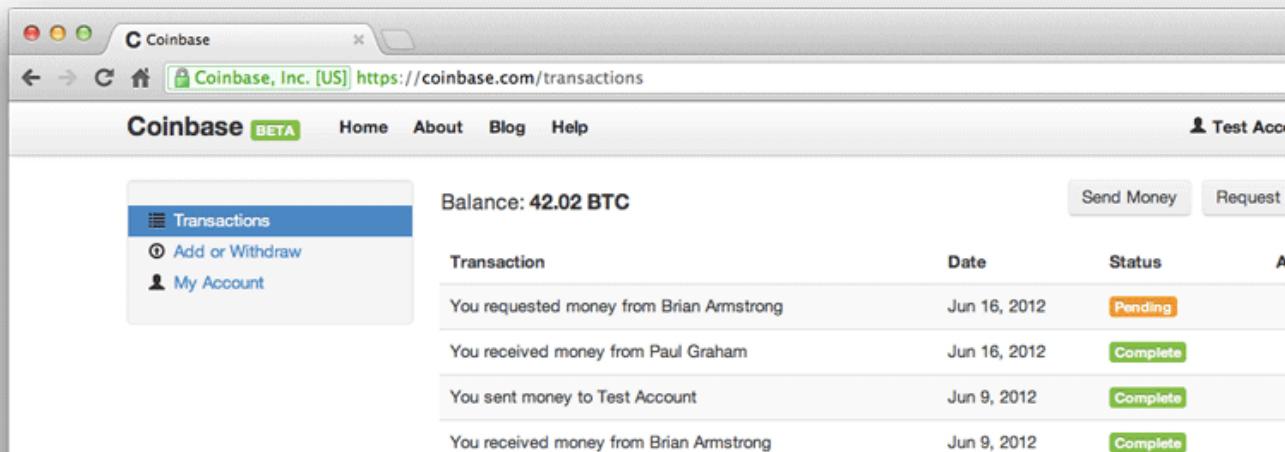 Coinbase
Coinbase, Inc. [US] https://coinbase.com/transactions
Coinbase BETA Home About Blog Help Test Acco
Balance: 42.02 BTC Send Money Request
Transactions
Add or Withdraw
My Account
Transaction Date Status A
You requested money from Brian Armstrong Jun 16, 2012 Pending
You received money from Paul Graham Jun 16, 2012 Complete
You sent money to Test Account Jun 9, 2012 Complete
You received money from Brian Armstrong Jun 9, 2012 Complete